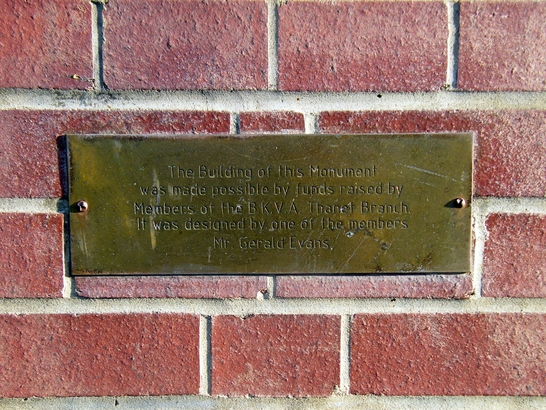 The Building of this Monument
was made possible by funds raised by
Members of the B.K.V.A. Thanet Branch.
It was designed by one of the members
Mr. Gerald Evans,